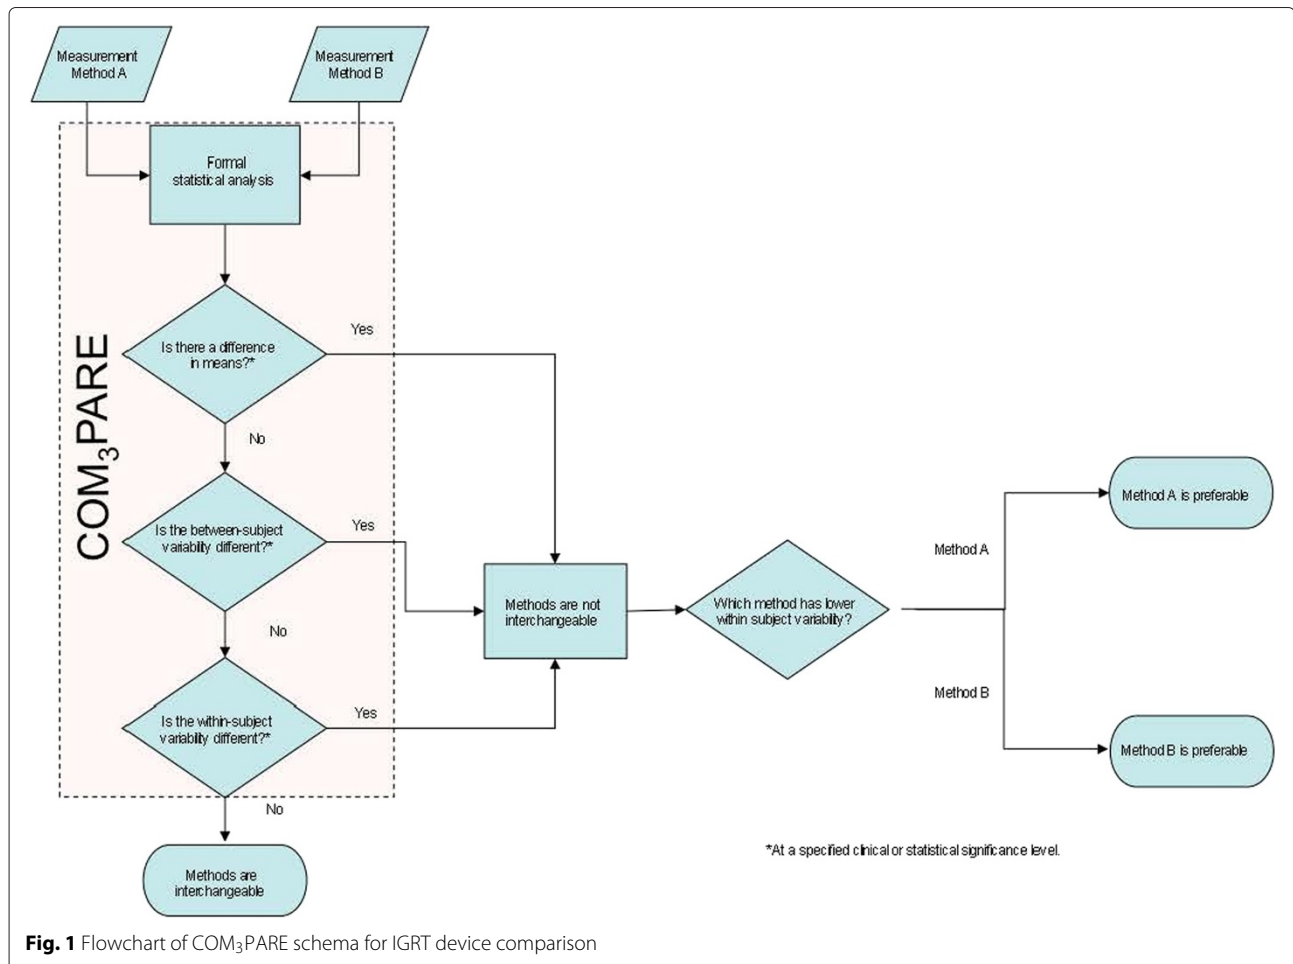 Measurement
Method A
Measurement
Method B
Formal
statistical analysis
COM₃PARE
Is there a difference
in means?*
Yes
No
Is the between-subject
variability different?*
Yes
No
Is the within-subject
variability different?*
Yes
No
Methods are
interchangeable
Methods are not
interchangeable
Which method has lower
within subject variability?
Method A
Method A is preferable
Method B
Method B is preferable
*At a specified clinical or statistical significance level.
Fig. 1 Flowchart of COM₃PARE schema for IGRT device comparison